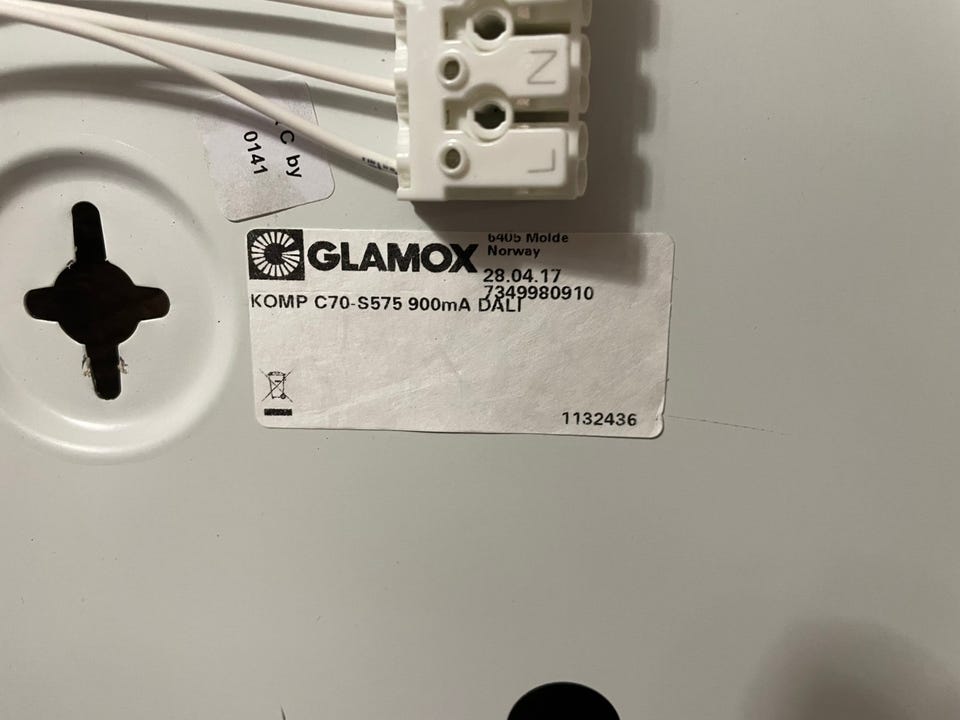 N
L
C by
0141
GLAMOX
6405 Molde
Norway
28.04.17
7349980910
KOMP C70-S575 900mA DALI
1132436